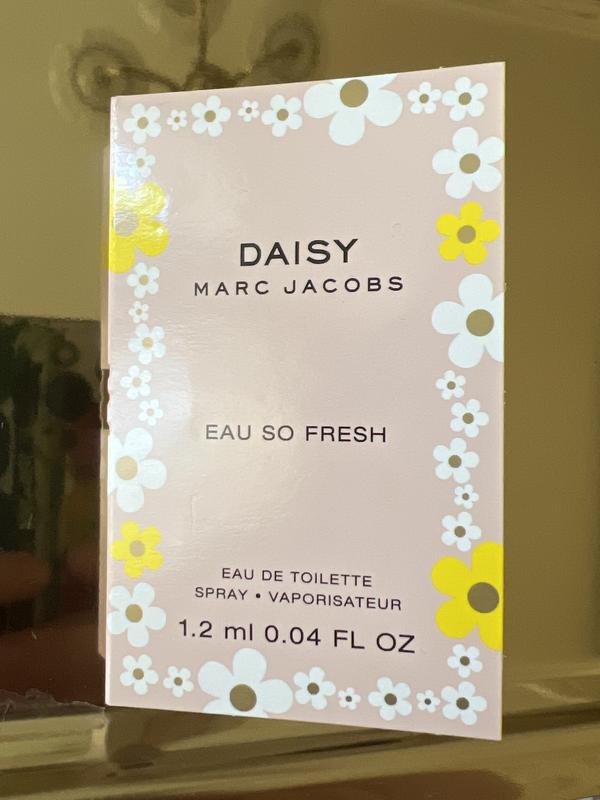 DAISY
MARC JACOBS
EAU SO FRESH
EAU DE TOILETTE
SPRAY • VAPORISATEUR
1.2 ml 0.04 FL OZ